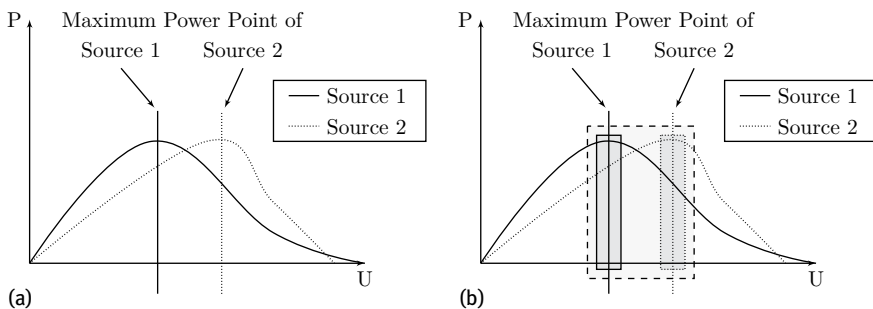 P
Maximum Power Point of
Source 1
Source 2
Source 1
Source 2
U
(a)
P
Maximum Power Point of
Source 1
Source 2
Source 1
Source 2
U
(b)